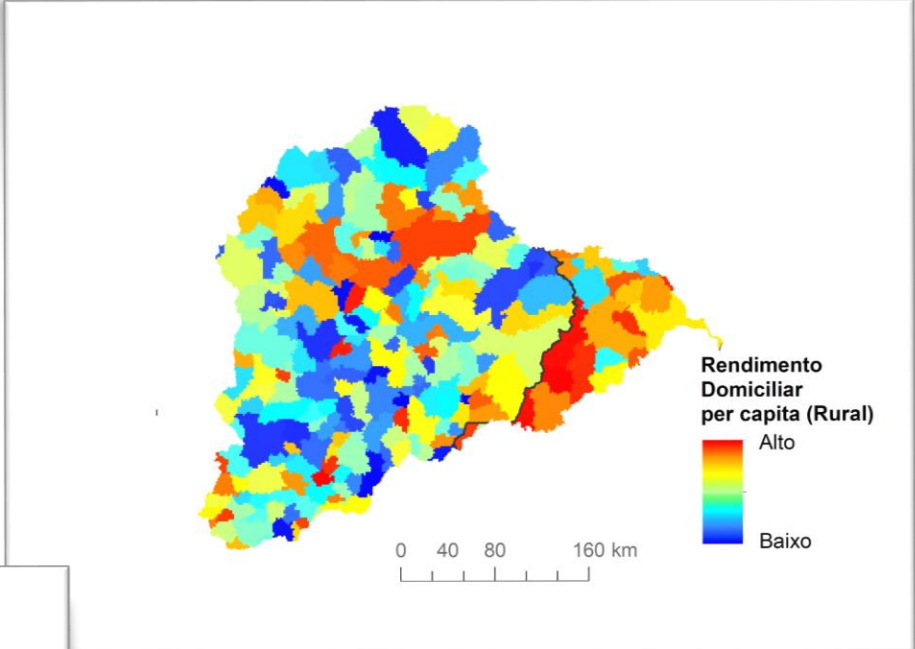 Rendimento
Domiciliar
per capita (Rural)
Alto
Baixo
0 40 80 160 km